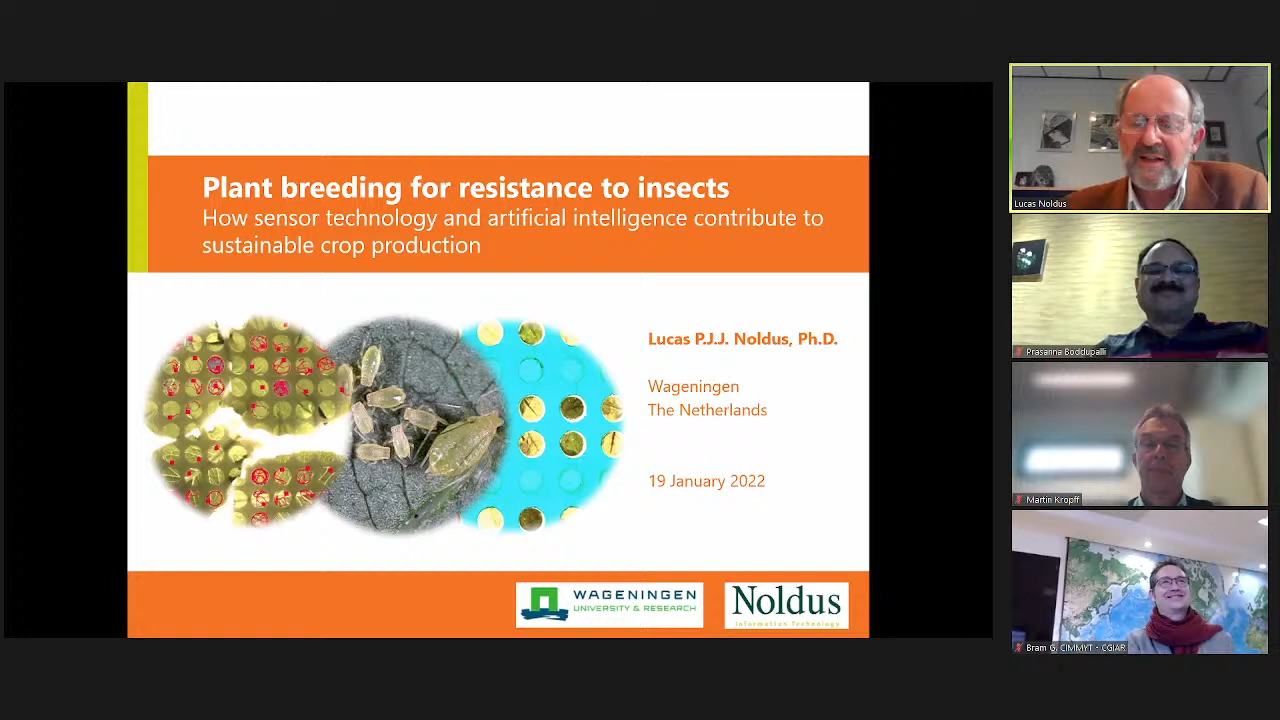 Plant breeding for resistance to insects
How sensor technology and artificial intelligence contribute to
sustainable crop production
Lucas P.J.J. Noldus, Ph.D.
Wageningen
The Netherlands
19 January 2022
WAGENINGEN
UNIVERSITY & RESEARCH
Noldus
Information Technology
Lucas Noldus
Prasanna Boddupalli
Martin Kropff
Bram G. CIMMYT - CGIAR